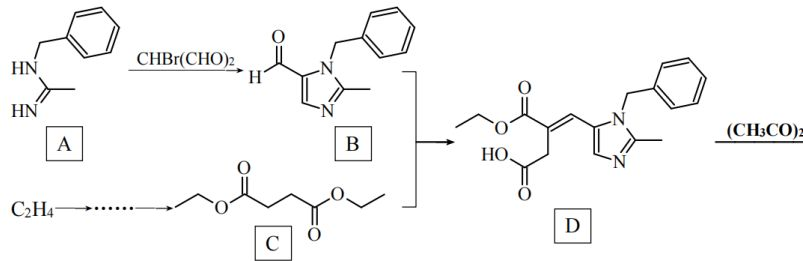 CHBr(CHO)₂
HN
HN
A
O
H
N
N
B
O
O
HO
O
N
N
D
(CH₃CO)₂
C₂H₄
O
O
O
O
C